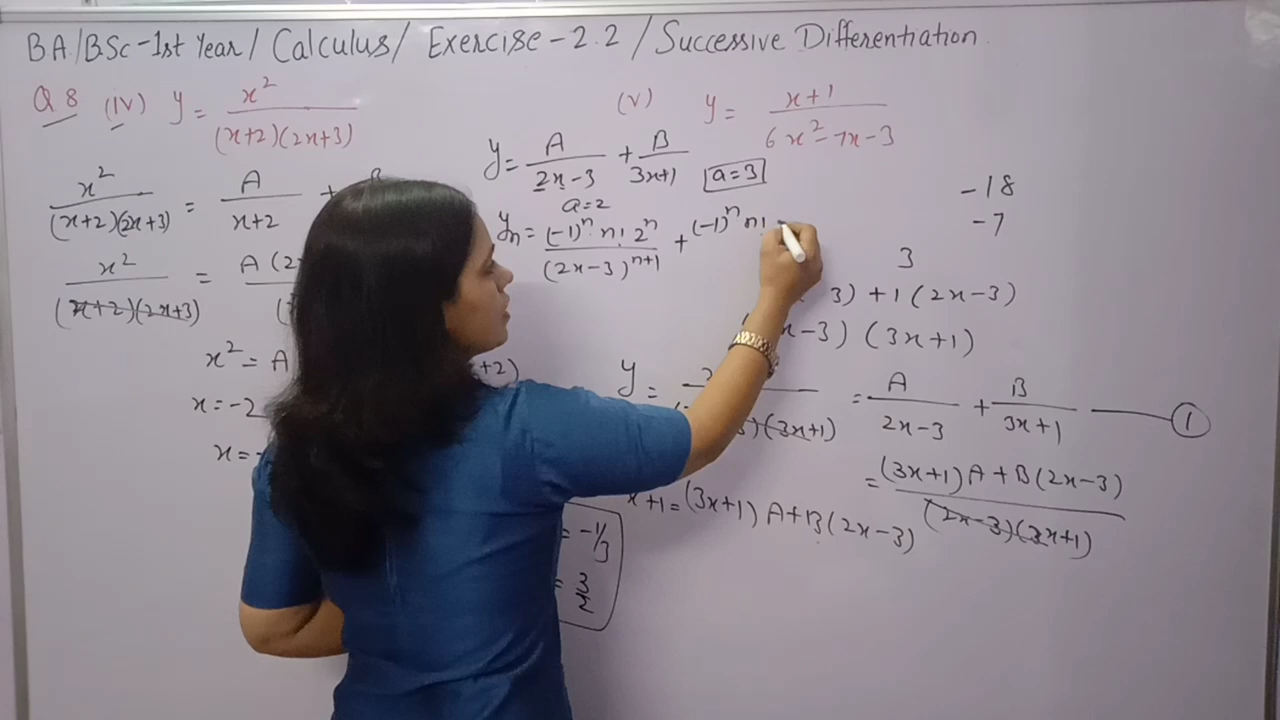 BA/BSc-1st Year/ Calculus/ Exercise-2.2 / Successive Differentiation
Q 8 (iv) y = x² / (x+2)(2x+3)
x² / (x+2)(2x+3) = A / x+2 +
x² / (x+2)(2x+3) = A(2
x² = A +2)
x=-2
x=-
= -1/3
= 3/2
(v) y = x+1 / 6x²-7x-3
y = A / 2x-3 + B / 3x+1 a=3
a=2
yₙ = (-1)ⁿ n! 2ⁿ / (2x-3)ⁿ⁺¹ + (-1)ⁿ n!
-18
-7
3
3) + 1(2x-3)
x-3) (3x+1)
y = (3x+1) = A / 2x-3 + B / 3x+1 ①
= (3x+1)A+B(2x-3) / (2x-3)(3x+1)
x+1=(3x+1)A+B(2x-3)